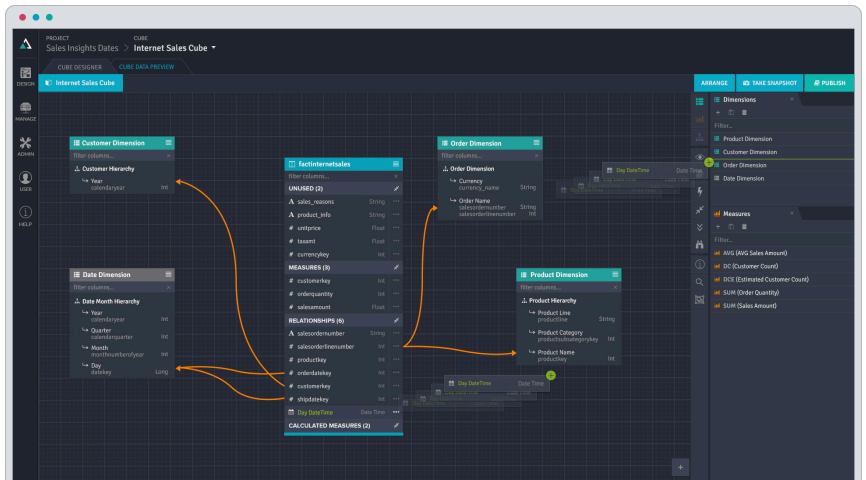 PROJECT
CUBE
Sales Insights Dates > Internet Sales Cube
CUBE DESIGNER
CUBE DATA PREVIEW
DESIGN
MANAGE
ADMIN
USER
HELP
Internet Sales Cube
ARRANGE
TAKE SNAPSHOT
PUBLISH
Customer Dimension
filter columns...
Customer Hierarchy
Year
calendaryear Int
Date Dimension
filter columns...
Date Month Hierarchy
Year
calendaryear Int
Quarter
calendarquarter Int
Month
monthnumberofyear Int
Day
datekey Long
factinternetsales
filter columns...
UNUSED (2)
A sales_reasons String
A product_info String
# unitprice Float
# taxamt Float
# currencykey Int
MEASURES (3)
# customerkey Int
# orderquantity Int
# salesamount Float
RELATIONSHIPS (6)
A salesordernumber String
# salesorderlinenumber Int
# productkey Int
# orderdatekey Int
# customerkey Int
# shipdatekey Int
Day DateTime Date Time
CALCULATED MEASURES (2)
Order Dimension
filter columns...
Order Dimension
Currency
currency_name String
Order Name
salesordernumber String
salesorderlinenumber Int
Product Dimension
filter columns...
Product Hierarchy
Product Line
productline String
Product Category
productsubcategorykey Int
Product Name
productkey Int
Day DateTime Date Time
Day DateTime Date Time
Dimensions
Filter...
Product Dimension
Customer Dimension
Order Dimension
Date Dimension
Measures
Filter...
AVG (AVG Sales Amount)
DC (Customer Count)
DCE (Estimated Customer Count)
SUM (Order Quantity)
SUM (Sales Amount)